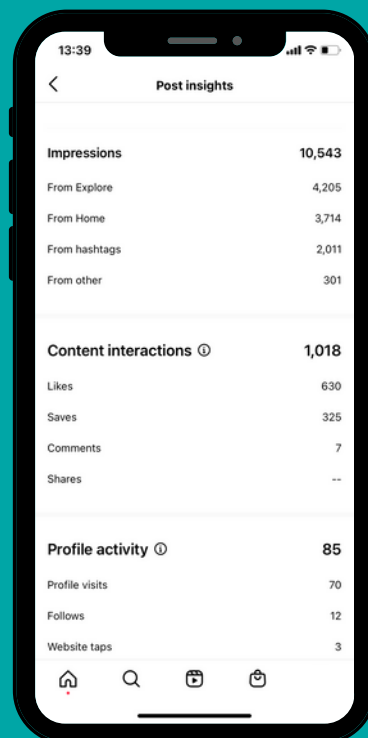 13:39
Post insights
Impressions 10,543
From Explore 4,205
From Home 3,714
From hashtags 2,011
From other 301
Content interactions 1,018
Likes 630
Saves 325
Comments 7
Shares --
Profile activity 85
Profile visits 70
Follows 12
Website taps 3